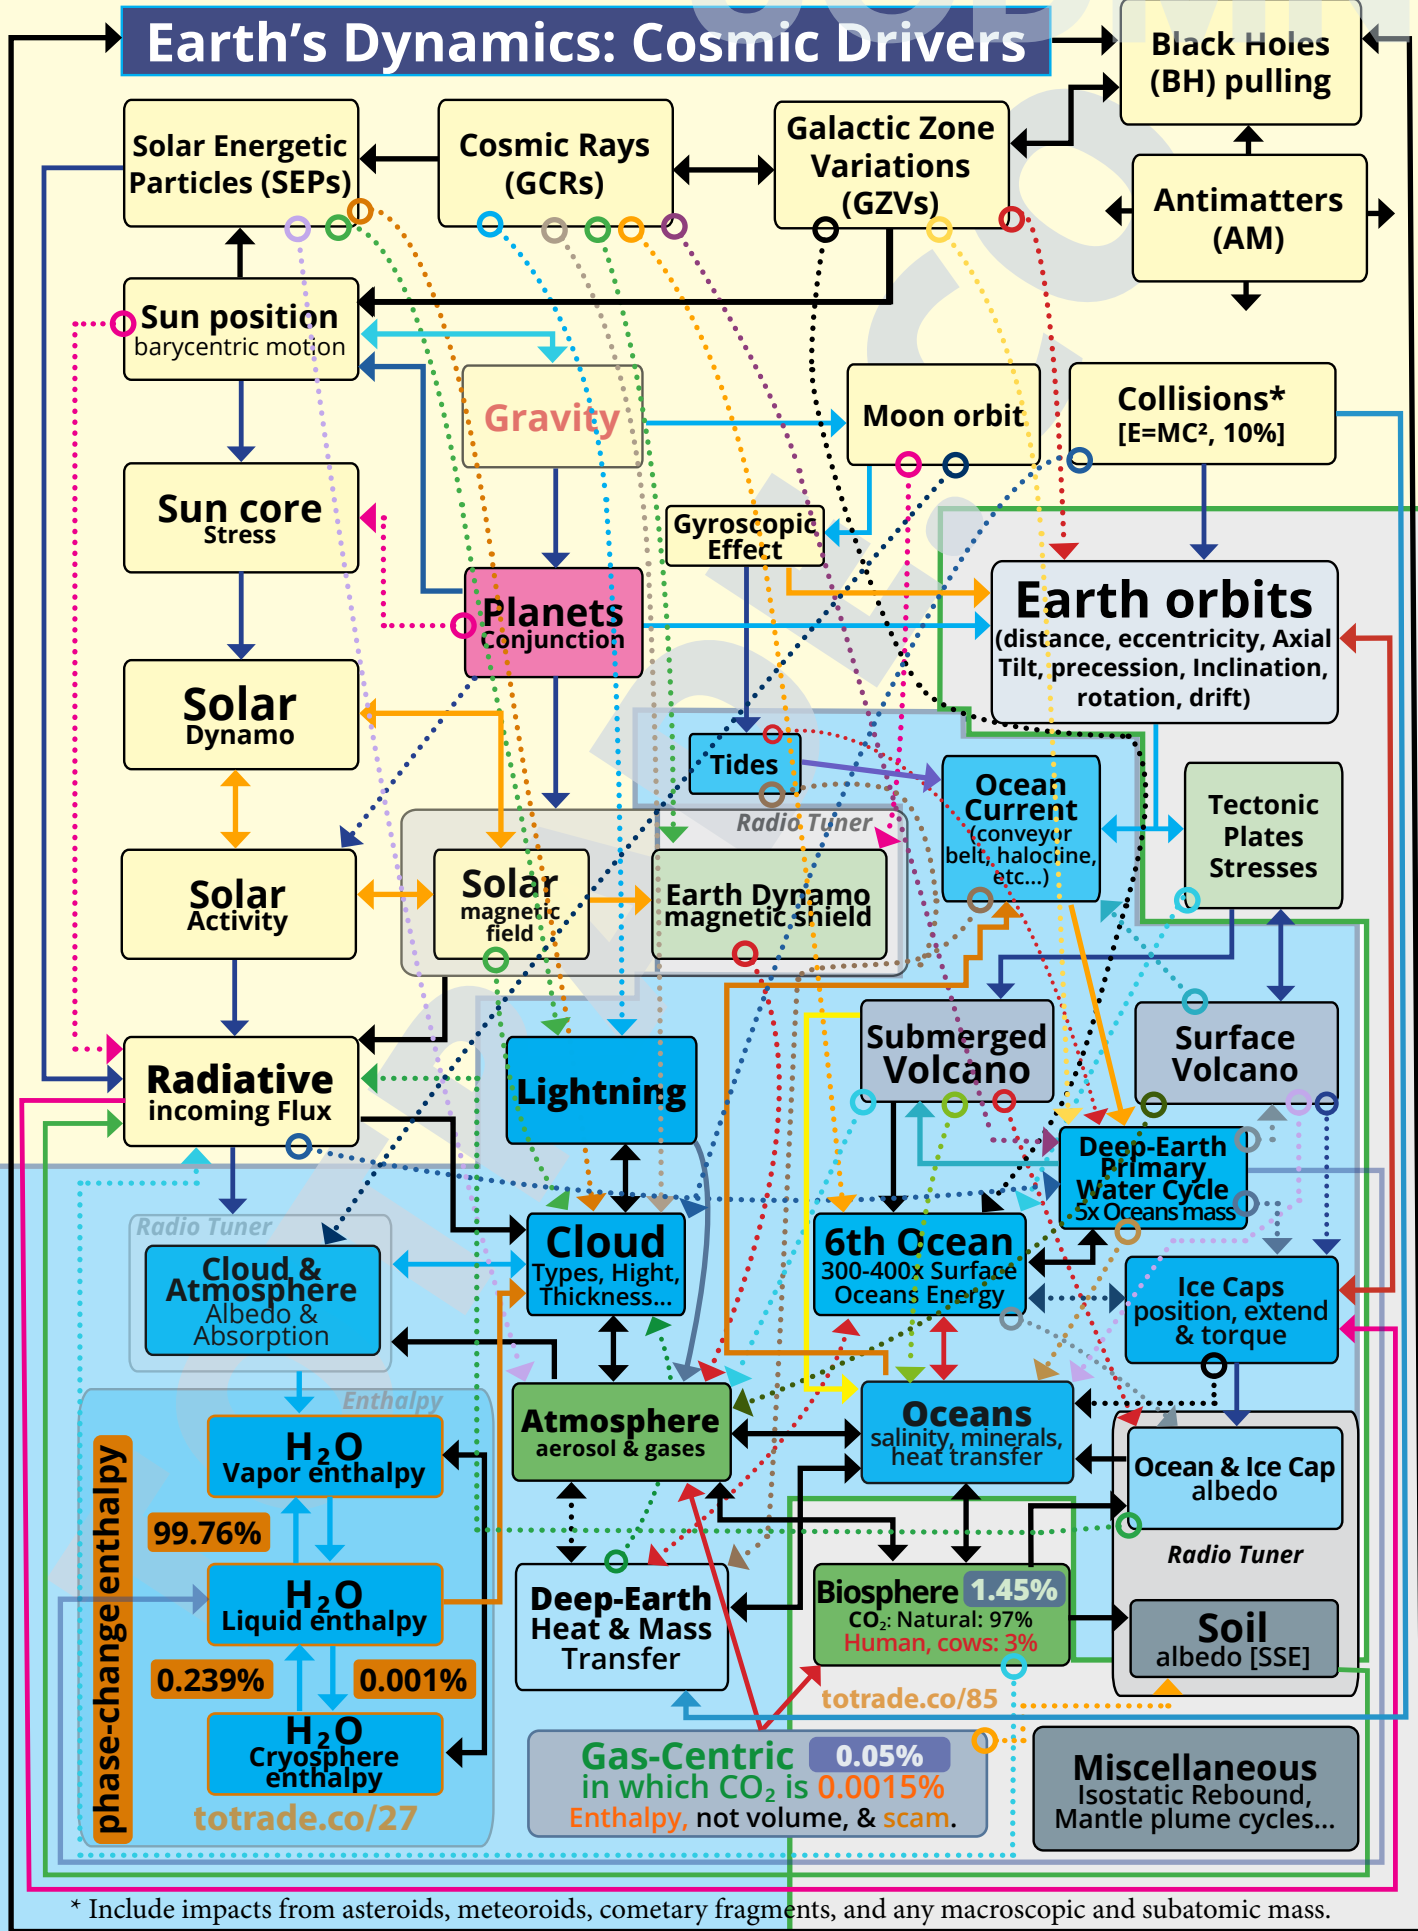 Earth's Dynamics: Cosmic Drivers
Black Holes
(BH) pulling
Solar Energetic
Particles (SEPs)
Cosmic Rays
(GCRs)
Galactic Zone
Variations
(GZVs)
Antimatters
(AM)
Sun position
barycentric motion
Gravity
Moon orbit
Collisions*
[E=MC², 10%]
Sun core
Stress
Gyroscopic
Effect
Planets
Conjunction
Earth orbits
(distance, eccentricity, Axial
Tilt, precession, Inclination,
rotation, drift)
Solar
Dynamo
Tides
Ocean
Current
(conveyor
belt, halocline,
etc...)
Tectonic
Plates
Stresses
Radio Tuner
Solar
Activity
Solar
magnetic
field
Earth Dynamo
magnetic shield
Radiative
incoming Flux
Lightning
Submerged
Volcano
Surface
Volcano
Deep-Earth
Primary
Water Cycle
5x Oceans mass
Radio Tuner
Cloud &
Atmosphere
Albedo &
Absorption
Cloud
Types, Hight,
Thickness...
6th Ocean
300-400x Surface
Oceans Energy
Ice Caps
position, extend
& torque
Enthalpy
phase-change enthalpy
H₂O
Vapor enthalpy
99.76%
H₂O
Liquid enthalpy
0.239%
0.001%
H₂O
Cryosphere
enthalpy
totrade.co/27
Atmosphere
aerosol & gases
Oceans
salinity, minerals,
heat transfer
Ocean & Ice Cap
albedo
Radio Tuner
Deep-Earth
Heat & Mass
Transfer
Biosphere 1.45%
CO₂: Natural: 97%
Human, cows: 3%
Soil
albedo [SSE]
totrade.co/85
Gas-Centric 0.05%
in which CO₂ is 0.0015%
Enthalpy, not volume, & scam.
Miscellaneous
Isostatic Rebound,
Mantle plume cycles...
* Include impacts from asteroids, meteoroids, cometary fragments, and any macroscopic and subatomic mass.